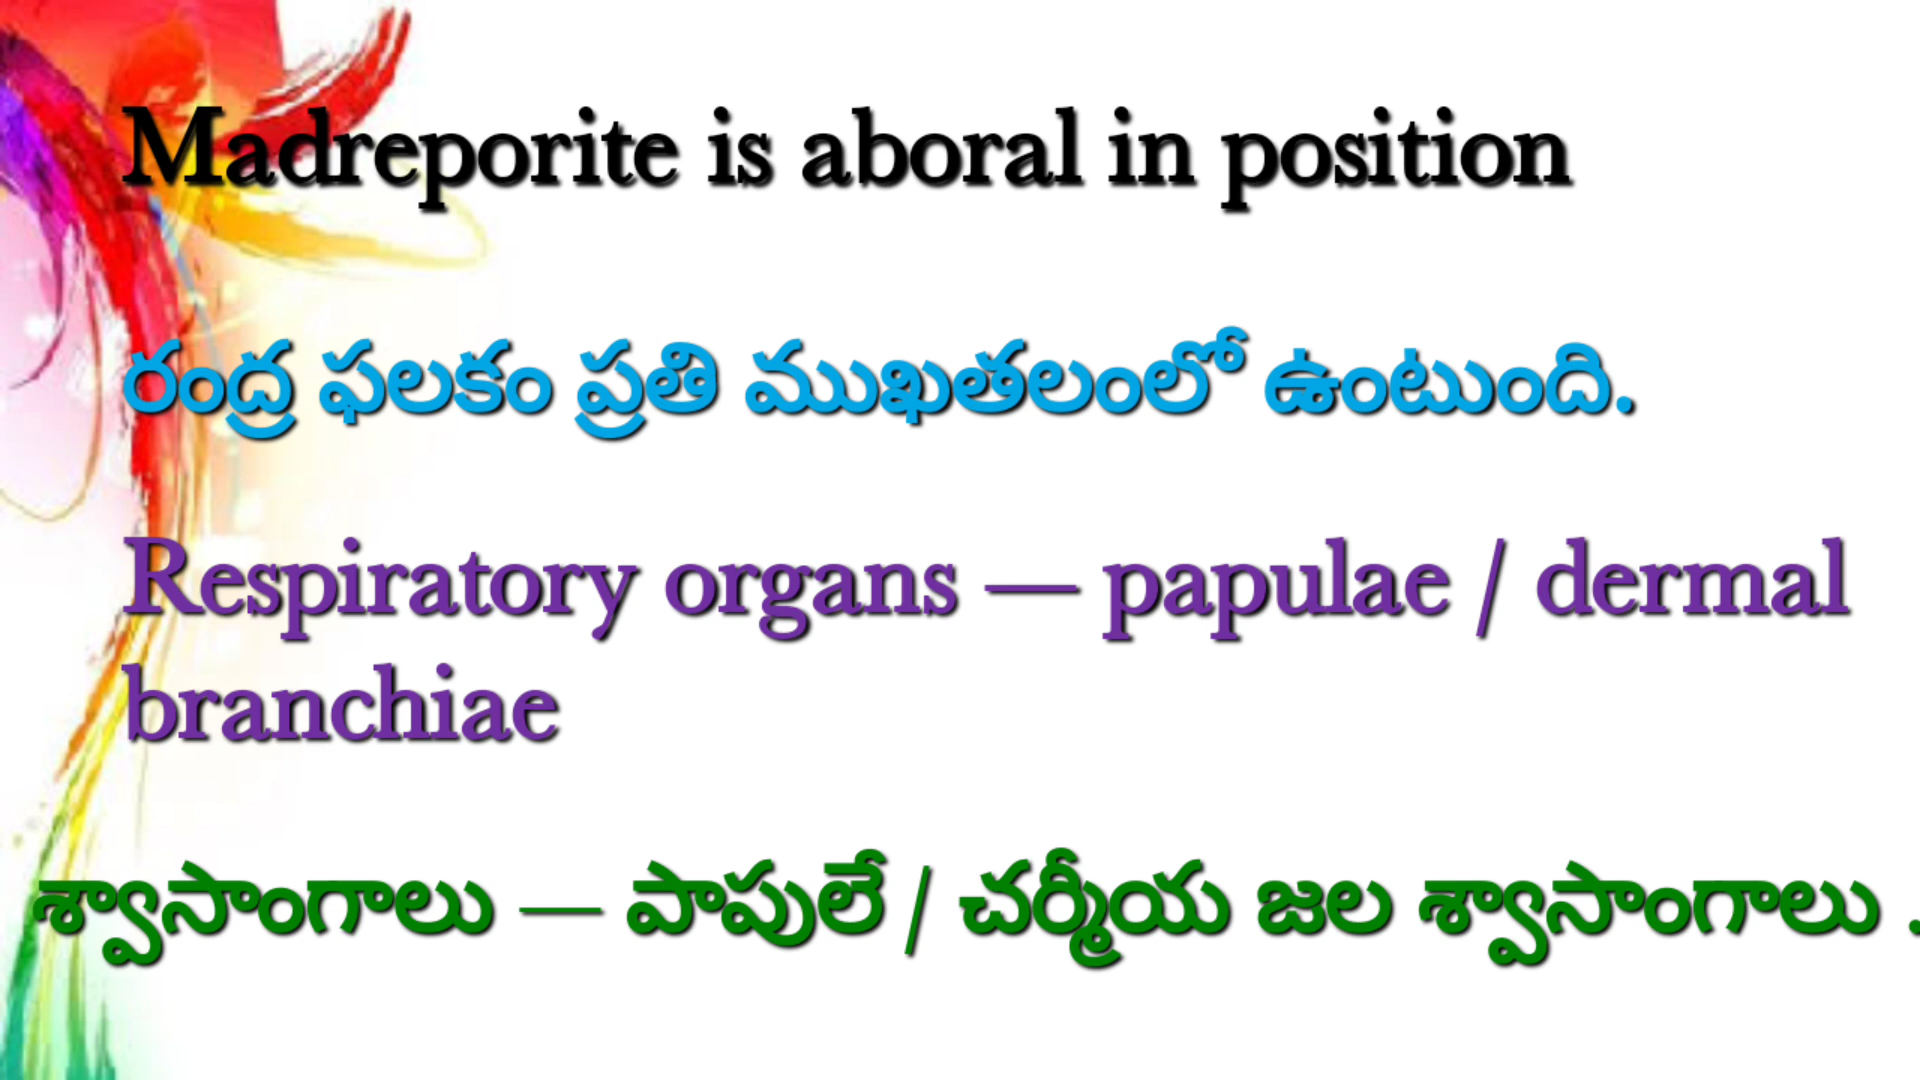 Madreporite is aboral in position
రంధ్ర ఫలకం ప్రతి ముఖతలంలో ఉంటుంది.
Respiratory organs — papulae / dermal
branchiae
శ్వాసాంగాలు — పాపులే / చర్మీయ జల శ్వాసాంగాలు .